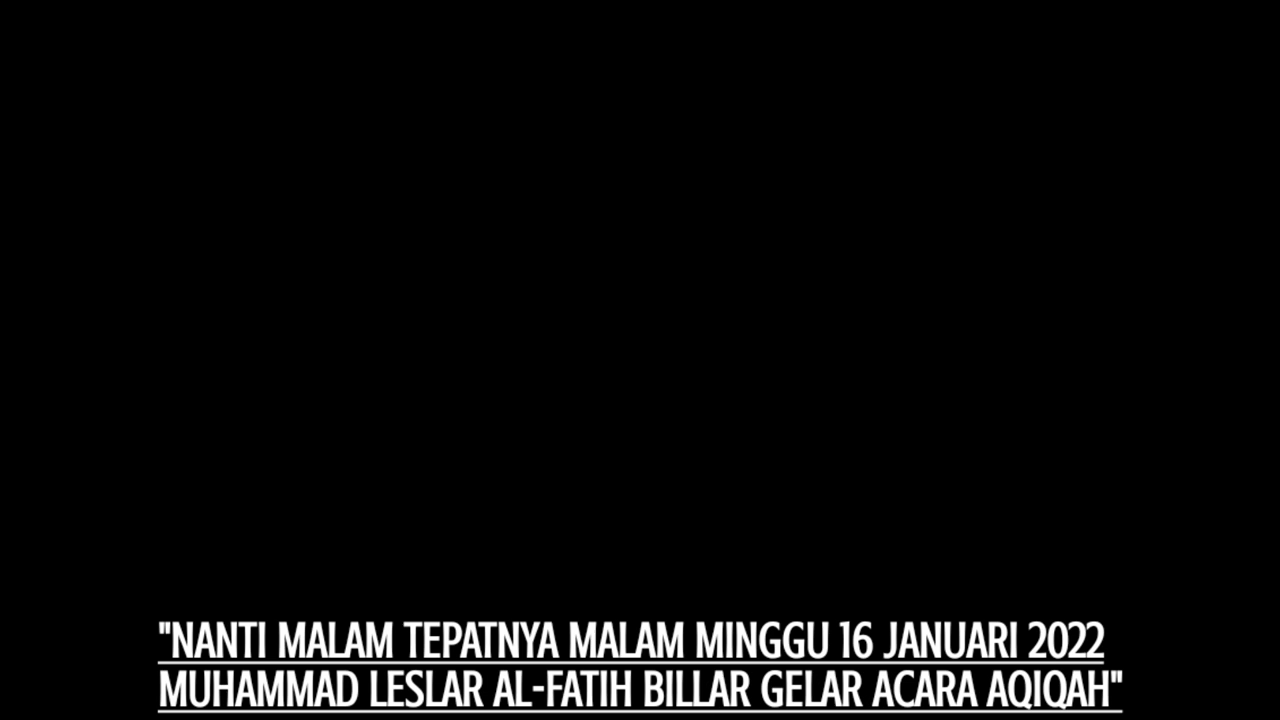 "NANTI MALAM TEPATNYA MALAM MINGGU 16 JANUARI 2022
MUHAMMAD LESLAR AL-FATIH BILLAR GELAR ACARA AQIQAH"